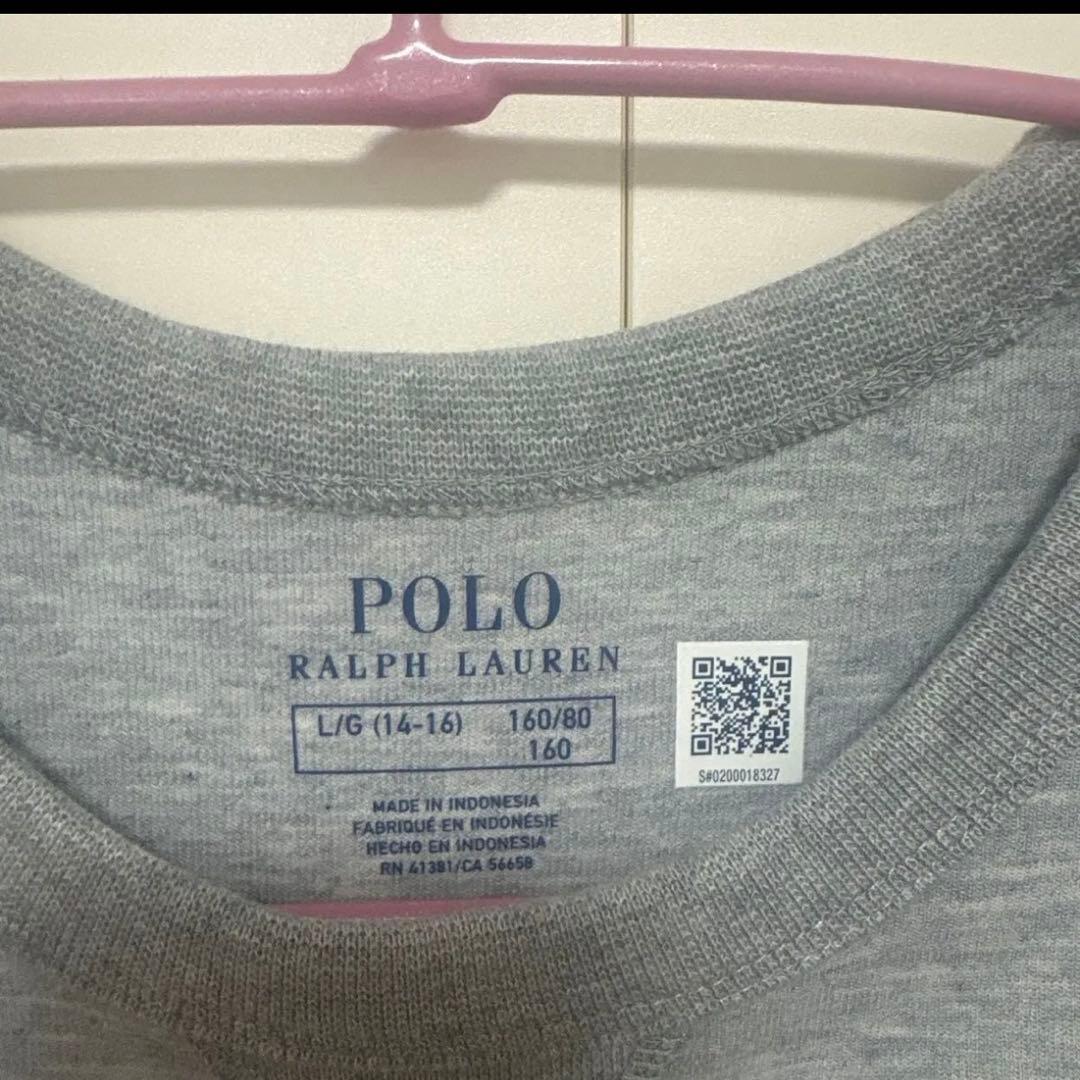 POLO
RALPH LAUREN
L/G (14-16) 160/80
160
MADE IN INDONESIA
FABRIQUÉ EN INDONÉSIE
HECHO EN INDONESIA
RN 41381/CA 56658
S#0200018327